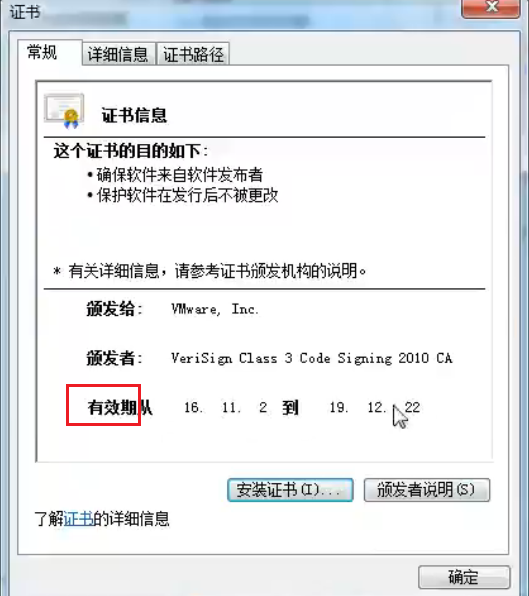 证书
常规 详细信息 证书路径
证书信息
这个证书的目的如下:
•确保软件来自软件发布者
•保护软件在发行后不被更改
* 有关详细信息，请参考证书颁发机构的说明。
颁发给: VMware, Inc.
颁发者: VeriSign Class 3 Code Signing 2010 CA
有效期从 16. 11. 2 到 19. 12. 22
安装证书(I)... 颁发者说明(S)
了解证书的详细信息
确定